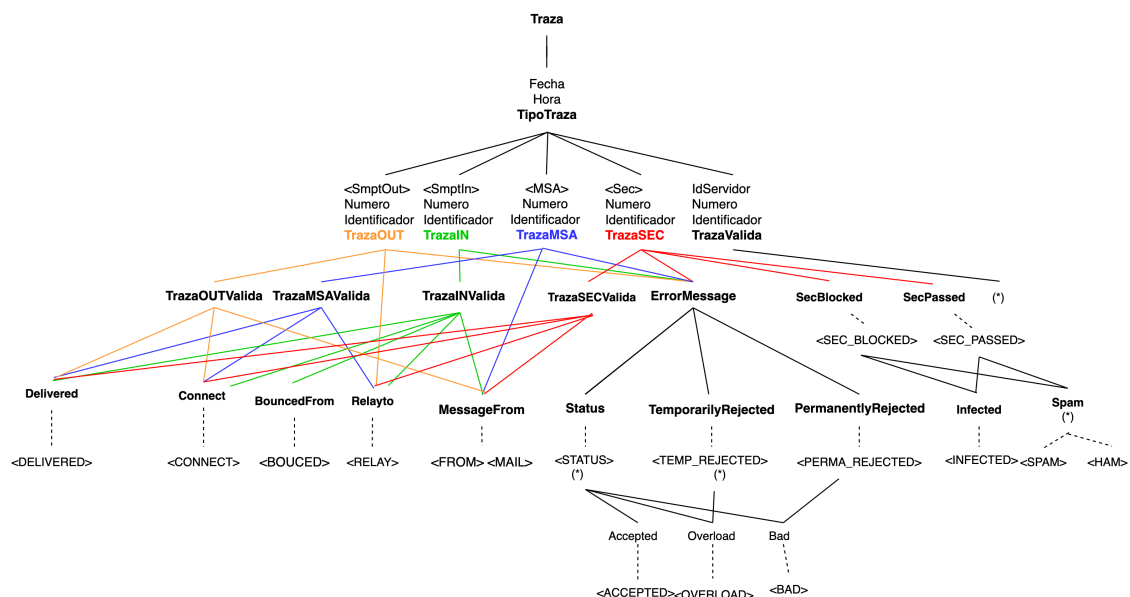 Traza
Fecha
Hora
TipoTraza
<SmptOut> <SmptIn> <MSA> <Sec> IdServidor
Numero Numero Numero Numero Numero
Identificador Identificador Identificador Identificador Identificador
TrazaOUT TrazaIN TrazaMSA TrazaSEC TrazaValida
TrazaOUTValida TrazaMSAValida TrazaINValida TrazaSECValida ErrorMessage SecBlocked SecPassed (*)
<SEC_BLOCKED> <SEC_PASSED>
Delivered Connect BouncedFrom Relayto MessageFrom Status TemporarilyRejected PermanentlyRejected Infected Spam
(*)
<DELIVERED> <CONNECT> <BOUCED> <RELAY> <FROM> <MAIL> <STATUS> <TEMP_REJECTED> <PERMA_REJECTED> <INFECTED> <SPAM> <HAM>
(*) (*)
Accepted Overload Bad
<ACCEPTED> <OVERLOAD> <BAD>